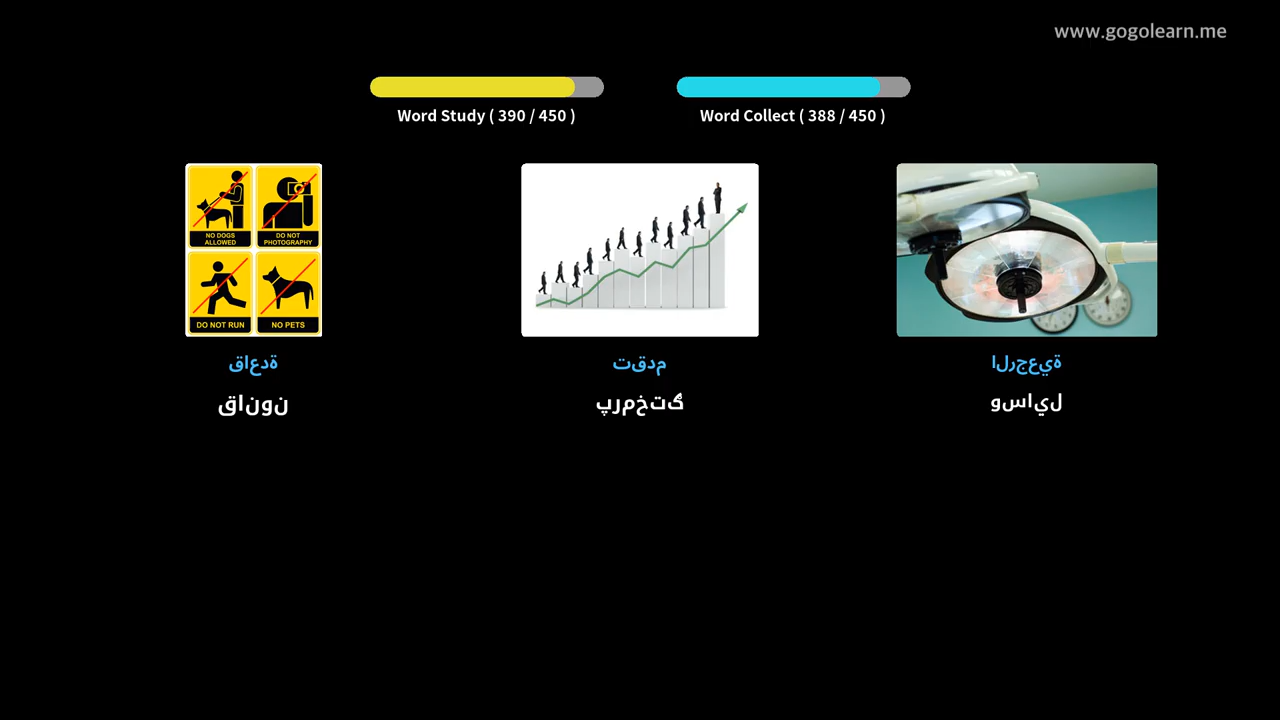 www.gogolearn.me
Word Study ( 390 / 450 )
Word Collect ( 388 / 450 )
NO DOGS ALLOWED
DO NOT PHOTOGRAPHY
DO NOT RUN
NO PETS
قاعدة
تقدم
الرجعية
قانون
پرمختګ
وسايل